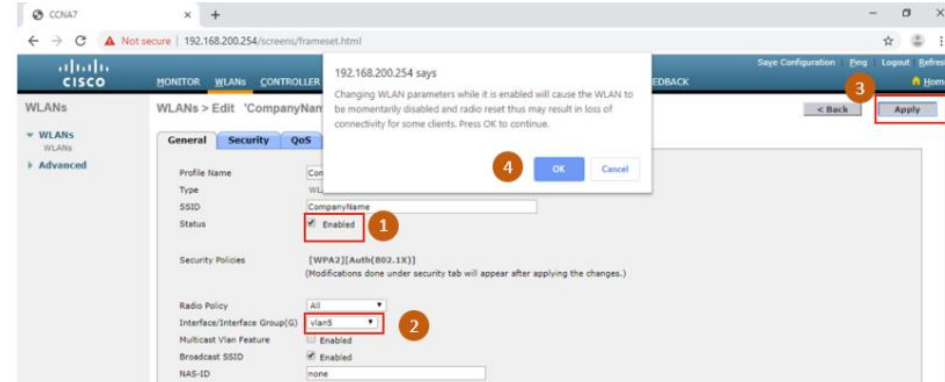 CCNA7
Not secure | 192.168.200.254/screens/frameset.html
CISCO
MONITOR WLANs CONTROLLER
EEDBACK
Save Configuration Ping Logout Refres
Hom
192.168.200.254 says
Changing WLAN parameters while it is enabled will cause the WLAN to
be momentarily disabled and radio reset thus may result in loss of
connectivity for some clients. Press OK to continue.
4
OK Cancel
WLANs
WLANs
WLANs
Advanced
WLANs > Edit 'CompanyNam
3
< Back Apply
General Security QoS
Profile Name Con
Type WL
SSID CompanyName
Status Enabled 1
Security Policies [WPA2][Auth(802.1X)]
(Modifications done under security tab will appear after applying the changes.)
Radio Policy All
Interface/Interface Group(G) vlan5 2
Multicast Vlan Feature Enabled
Broadcast SSID Enabled
NAS-ID none